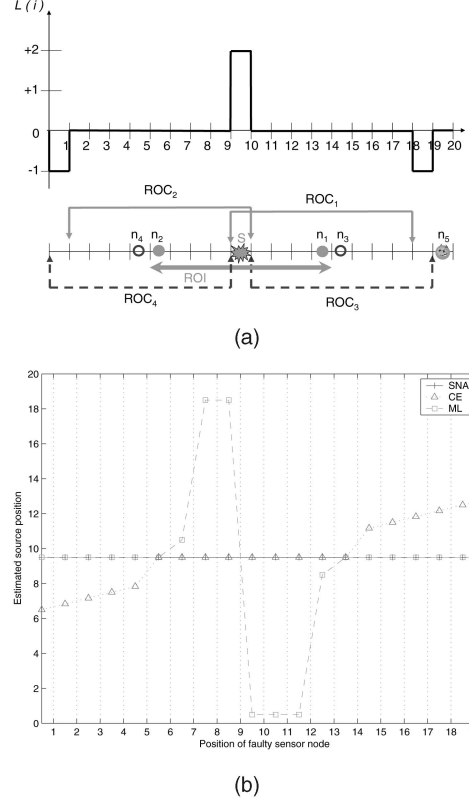 L(i)
+2
+1
0
-1
1 2 3 4 5 6 7 8 9 10 11 12 13 14 15 16 17 18 19 20
ROC2
ROC1
n4 n2 S n1 n3 n5
ROI
ROC4
ROC3
(a)
20
18
16
14
12
10
8
6
4
2
0
SNA
CE
ML
Estimated source position
1 2 3 4 5 6 7 8 9 10 11 12 13 14 15 16 17 18
Position of faulty sensor node
(b)